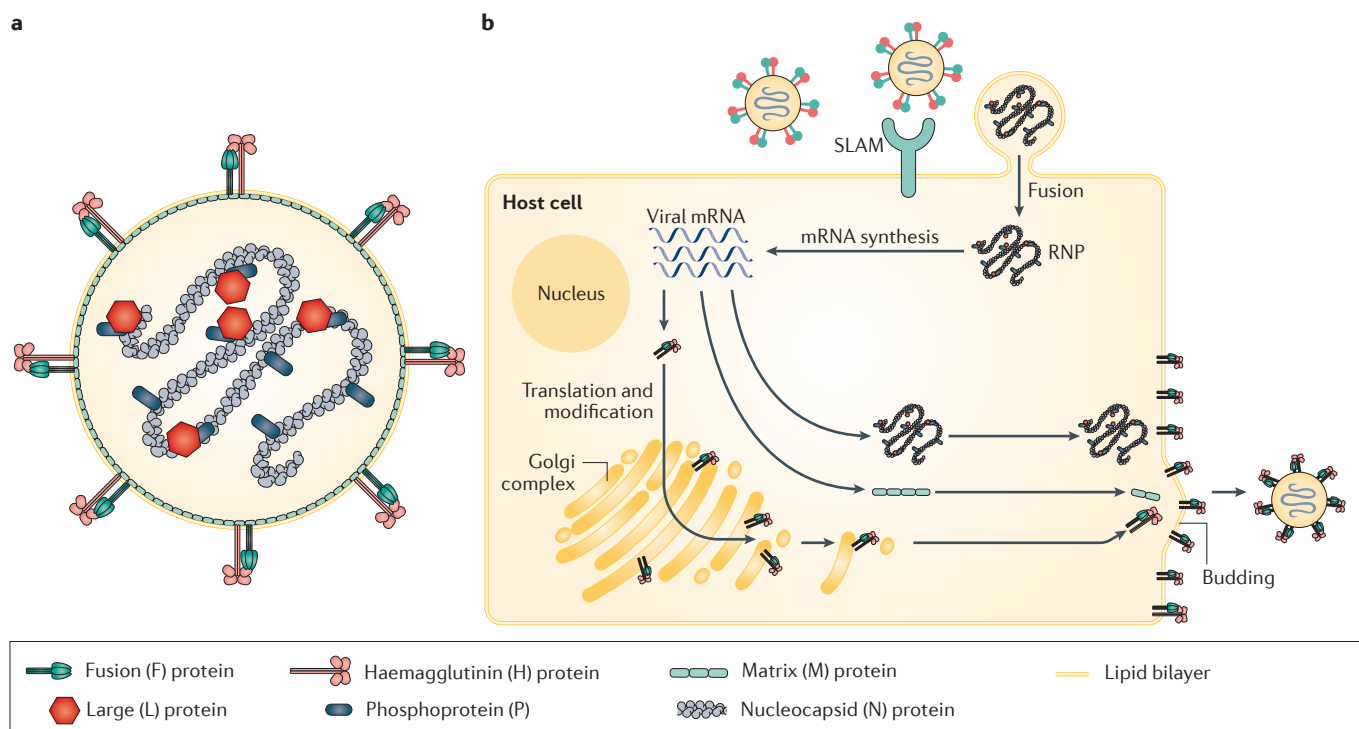 a
b
SLAM
Host cell
Fusion
Viral mRNA
mRNA synthesis
RNP
Nucleus
Translation and
modification
Golgi
complex
Budding
Fusion (F) protein
Haemagglutinin (H) protein
Matrix (M) protein
Lipid bilayer
Large (L) protein
Phosphoprotein (P)
Nucleocapsid (N) protein